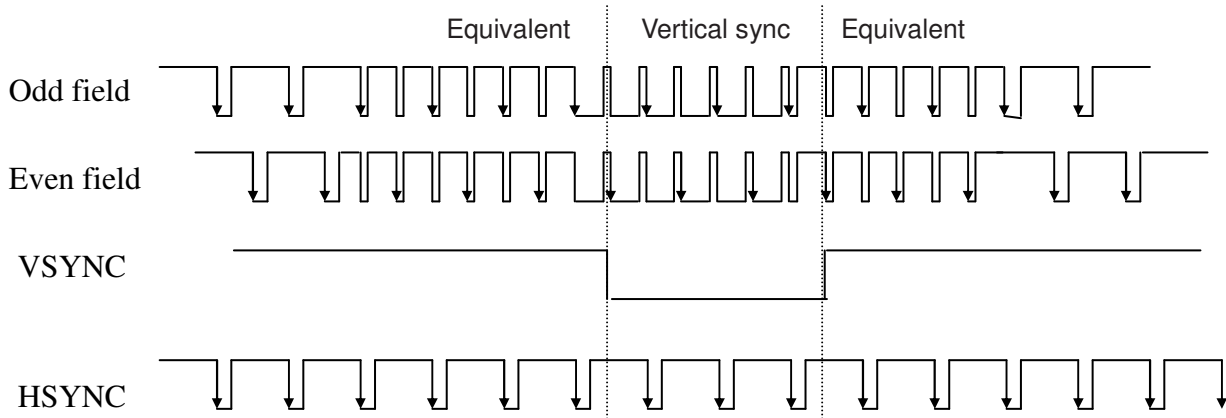 Equivalent Vertical sync Equivalent
Odd field
Even field
VSYNC
HSYNC